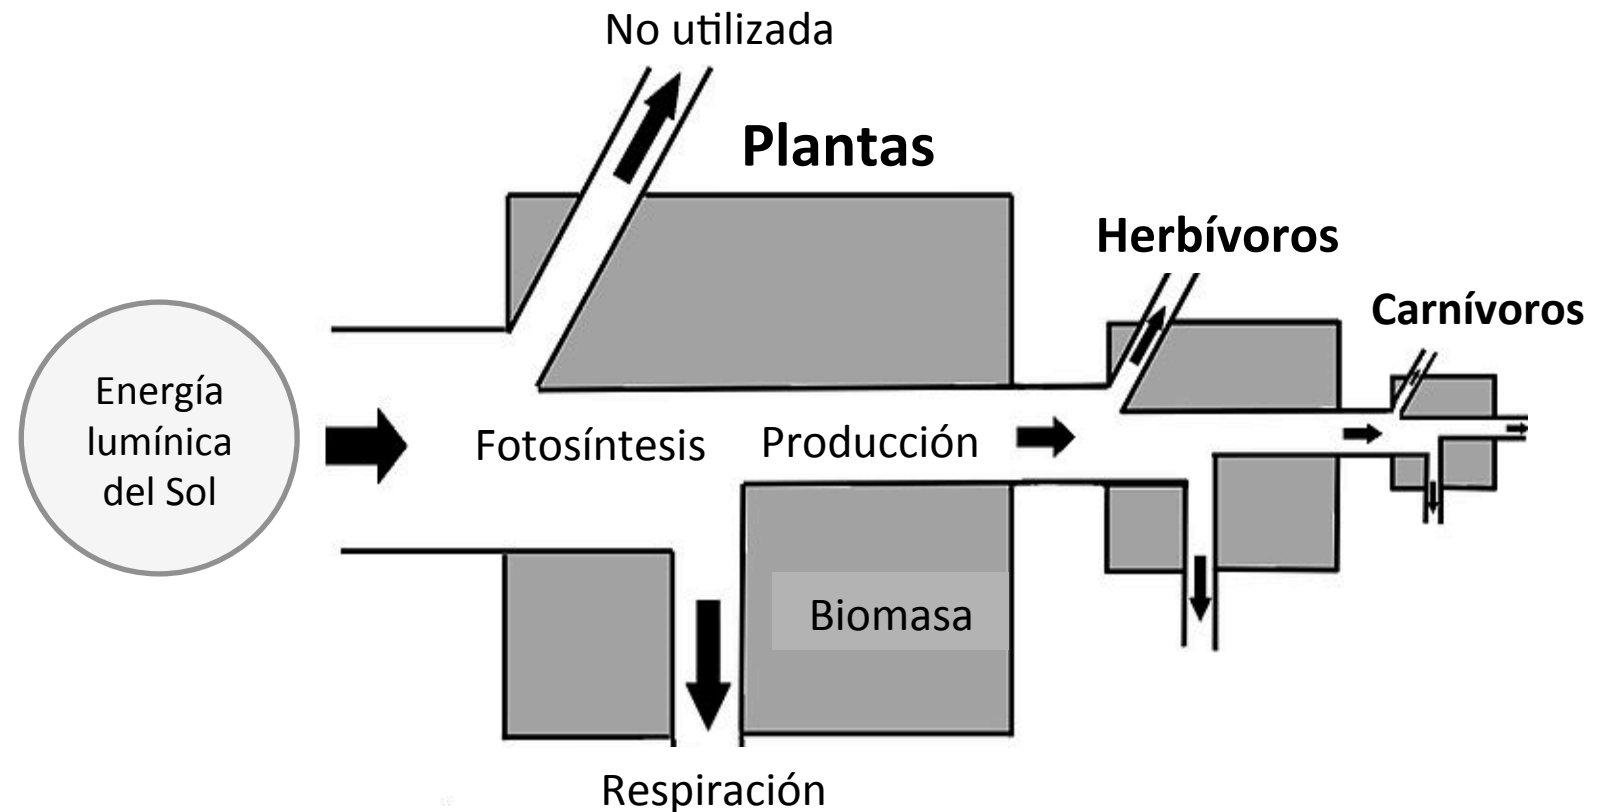 No utilizada
Plantas
Herbívoros
Carnívoros
Energía
lumínica
del Sol
Fotosíntesis
Producción
Biomasa
Respiración